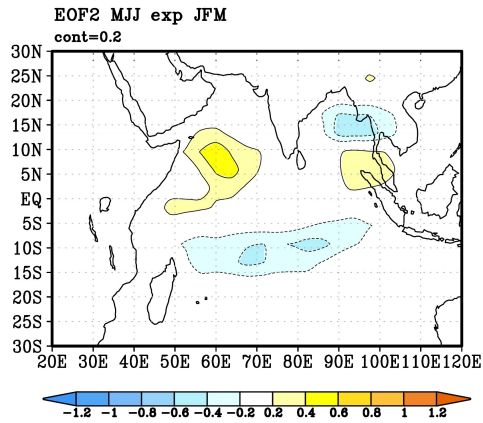 EOF2 MJJ exp JFM
cont=0.2
30N
25N
20N
15N
10N
5N
EQ
5S
10S
15S
20S
25S
30S
20E 30E 40E 50E 60E 70E 80E 90E 100E 110E 120E
-1.2 -1 -0.8 -0.6 -0.4 -0.2 0.2 0.4 0.6 0.8 1 1.2